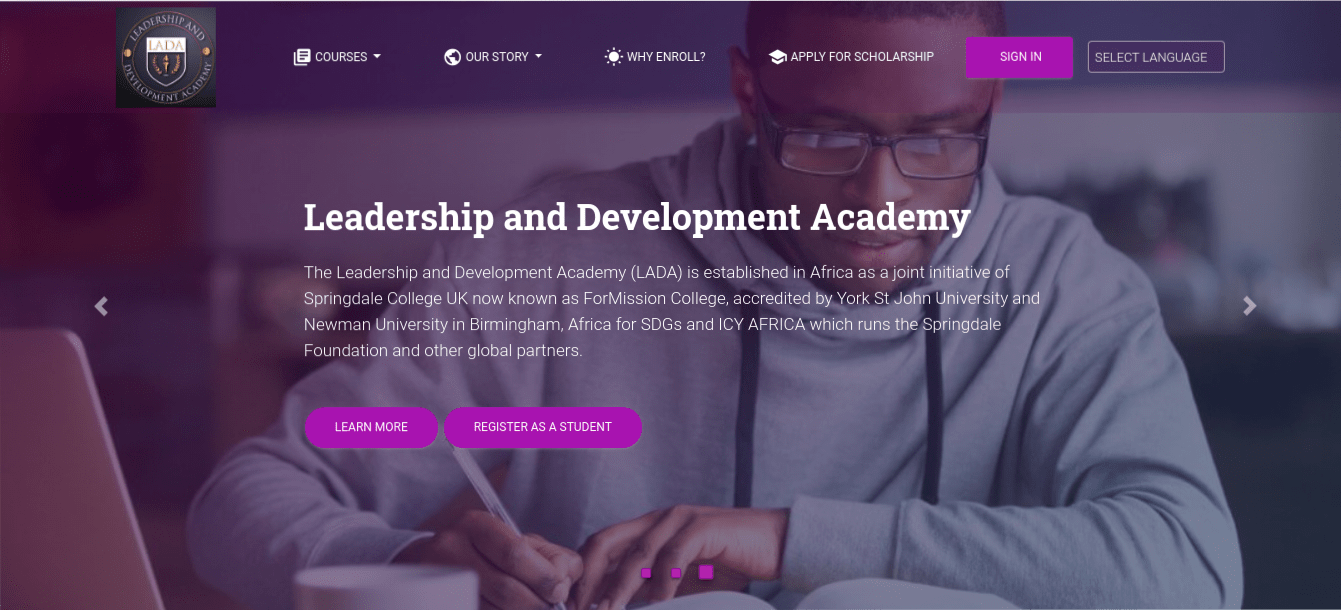 LEADERSHIP AND
LADA
DEVELOPMENT ACADEMY
COURSES
OUR STORY
WHY ENROLL?
APPLY FOR SCHOLARSHIP
SIGN IN
SELECT LANGUAGE
Leadership and Development Academy
The Leadership and Development Academy (LADA) is established in Africa as a joint initiative of
Springdale College UK now known as ForMission College, accredited by York St John University and
Newman University in Birmingham, Africa for SDGs and ICY AFRICA which runs the Springdale
Foundation and other global partners.
LEARN MORE
REGISTER AS A STUDENT